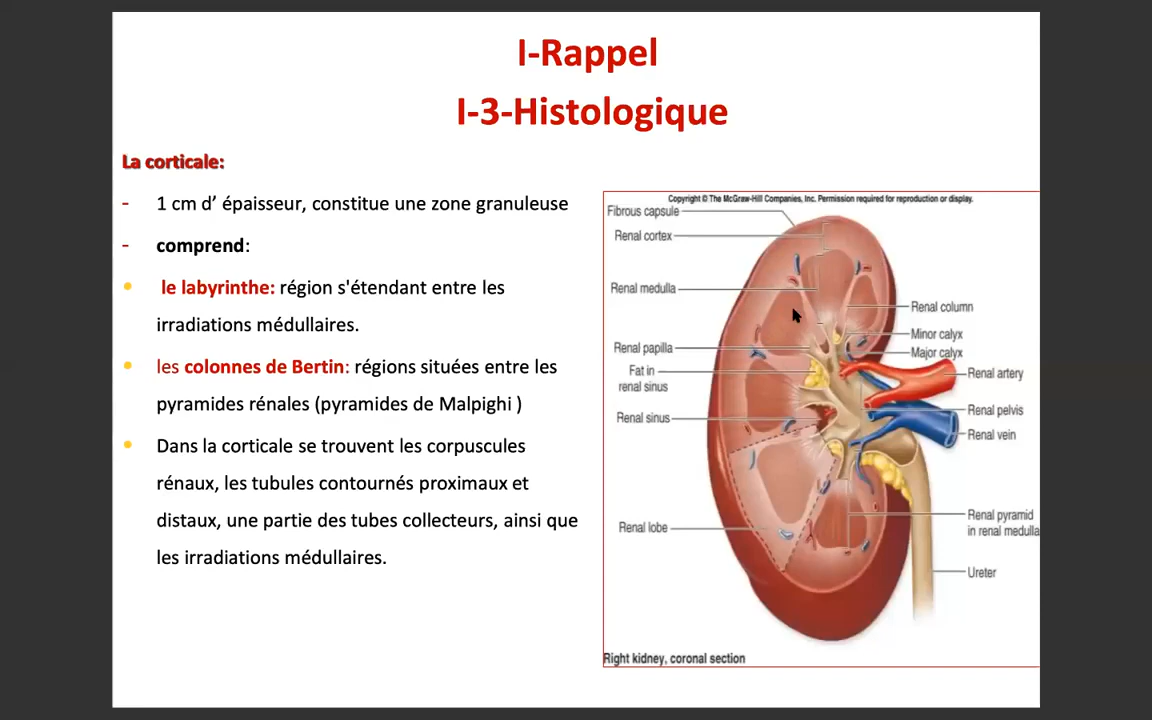 I-Rappel
I-3-Histologique
La corticale:
- 1 cm d’ épaisseur, constitue une zone granuleuse
- comprend:
• le labyrinthe: région s'étendant entre les
irradiations médullaires.
• les colonnes de Bertin: régions situées entre les
pyramides rénales (pyramides de Malpighi )
• Dans la corticale se trouvent les corpuscules
rénaux, les tubules contournés proximaux et
distaux, une partie des tubes collecteurs, ainsi que
les irradiations médullaires.
Copyright © The McGraw-Hill Companies, Inc. Permission required for reproduction or display.
Fibrous capsule
Renal cortex
Renal medulla
Renal papilla
Fat in
renal sinus
Renal sinus
Renal lobe
Renal column
Minor calyx
Major calyx
Renal artery
Renal pelvis
Renal vein
Renal pyramid
in renal medulla
Ureter
Right kidney, coronal section